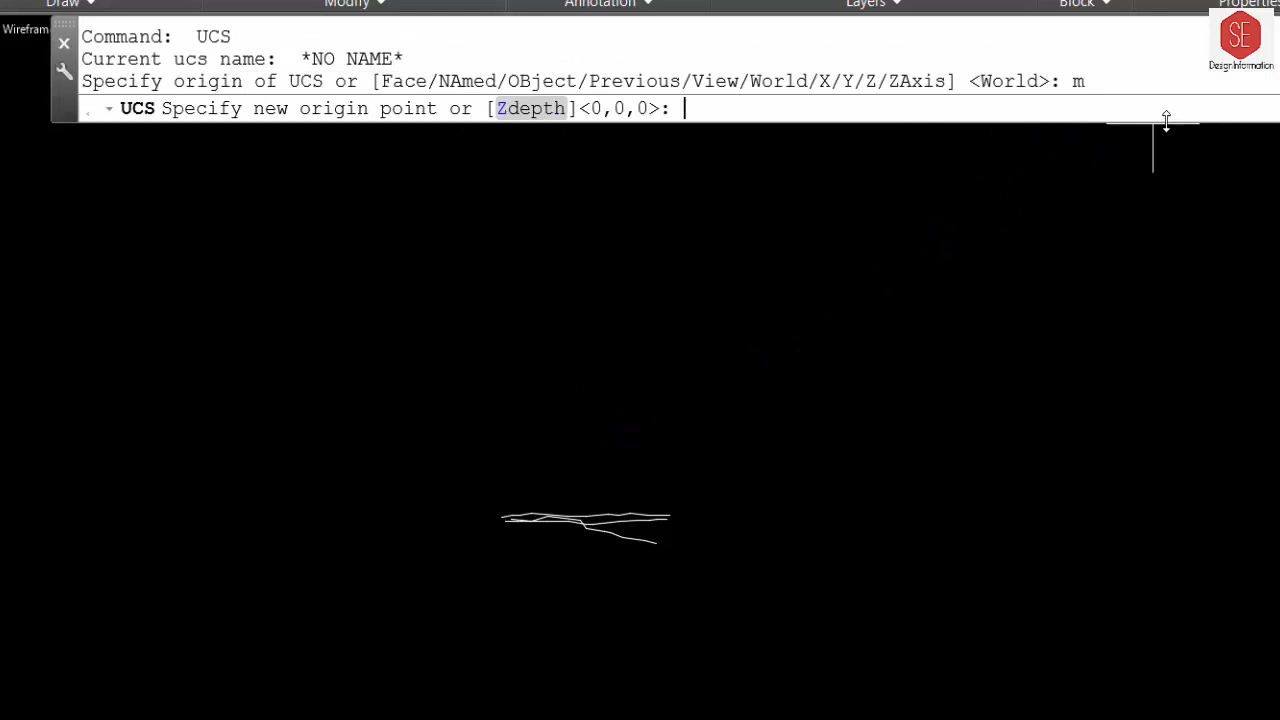 Draw Modify Annotation Layers Block Properties
Wirefram
Command:  UCS
Current ucs name:  *NO NAME*
Specify origin of UCS or [Face/NAmed/OBject/Previous/View/World/X/Y/Z/ZAxis] <World>: m
UCS Specify new origin point or [Zdepth]<0,0,0>:
SE
Design Information